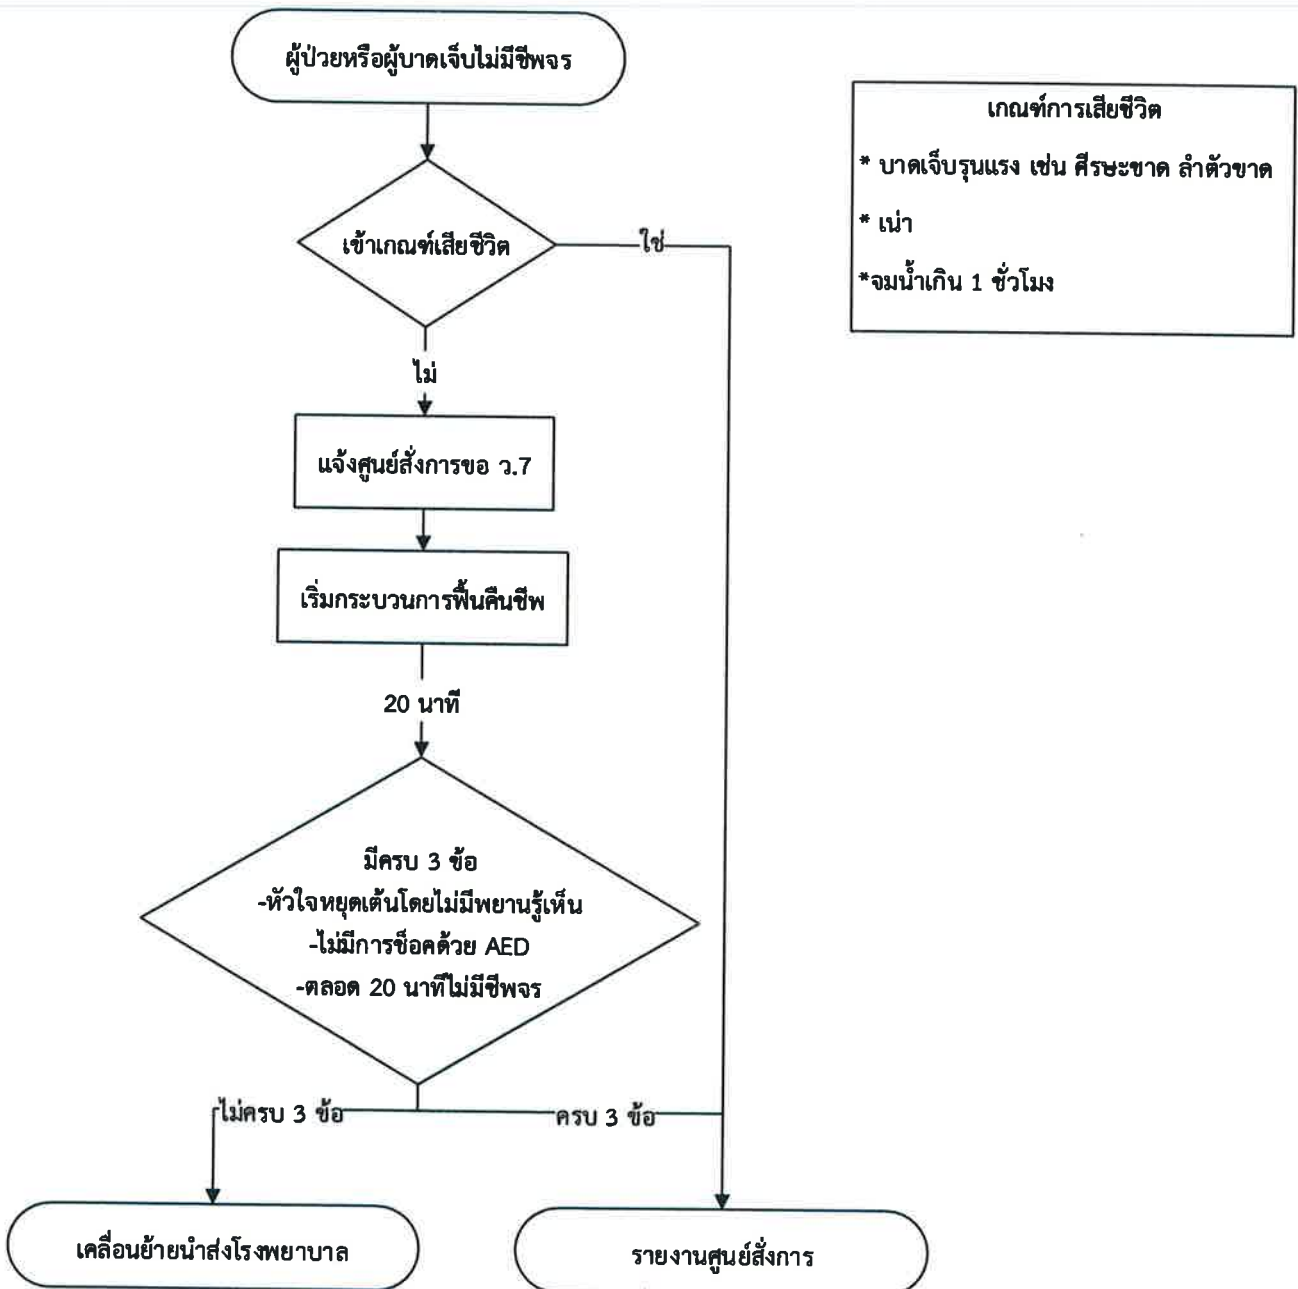 ผู้ป่วยหรือผู้บาดเจ็บไม่มีชีพจร
เกณฑ์การเสียชีวิต
* บาดเจ็บรุนแรง เช่น ศีรษะขาด ลำตัวขาด
* เน่า
*จมน้ำเกิน 1 ชั่วโมง
เข้าเกณฑ์เสียชีวิต
ใช่
ไม่
แจ้งศูนย์สั่งการขอ ว.7
เริ่มกระบวนการฟื้นคืนชีพ
20 นาที
มีครบ 3 ข้อ
-หัวใจหยุดเต้นโดยไม่มีพยานรู้เห็น
-ไม่มีการช็อคด้วย AED
-ตลอด 20 นาทีไม่มีชีพจร
ไม่ครบ 3 ข้อ
ครบ 3 ข้อ
เคลื่อนย้ายนำส่งโรงพยาบาล
รายงานศูนย์สั่งการ